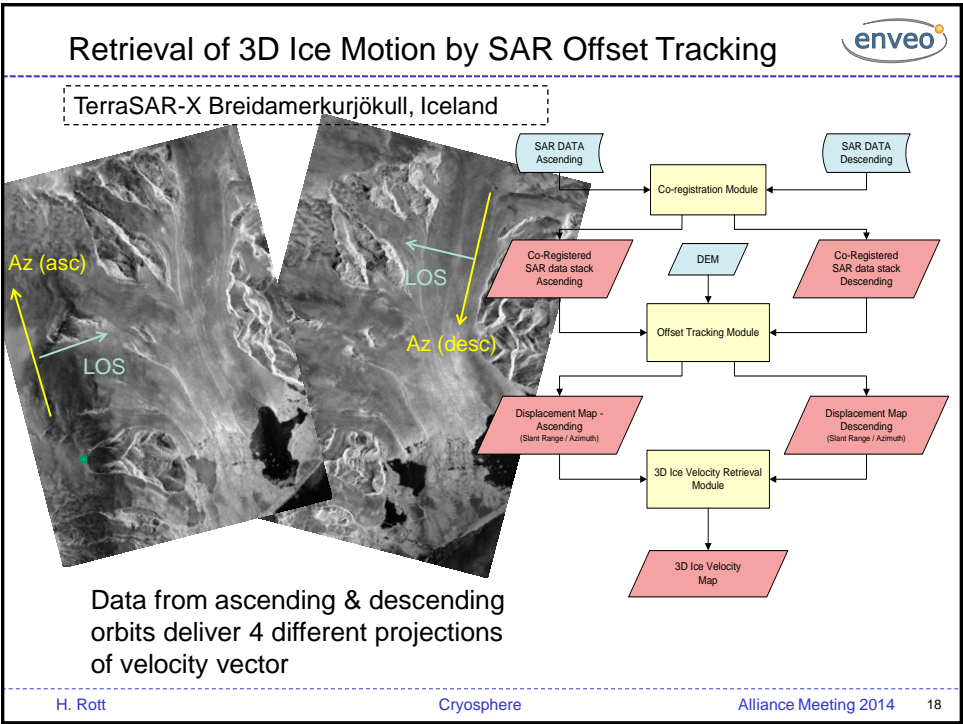 Retrieval of 3D Ice Motion by SAR Offset Tracking
enveo
TerraSAR-X Breidamerkurjökull, Iceland
Az (asc)
LOS
LOS
Az (desc)
SAR DATA
Ascending
SAR DATA
Descending
Co-registration Module
Co-Registered
SAR data stack
Ascending
DEM
Co-Registered
SAR data stack
Descending
Offset Tracking Module
Displacement Map -
Ascending
(Slant Range / Azimuth)
Displacement Map
Descending
(Slant Range / Azimuth)
3D Ice Velocity Retrieval
Module
3D Ice Velocity
Map
Data from ascending & descending
orbits deliver 4 different projections
of velocity vector
H. Rott
Cryosphere
Alliance Meeting 2014
18